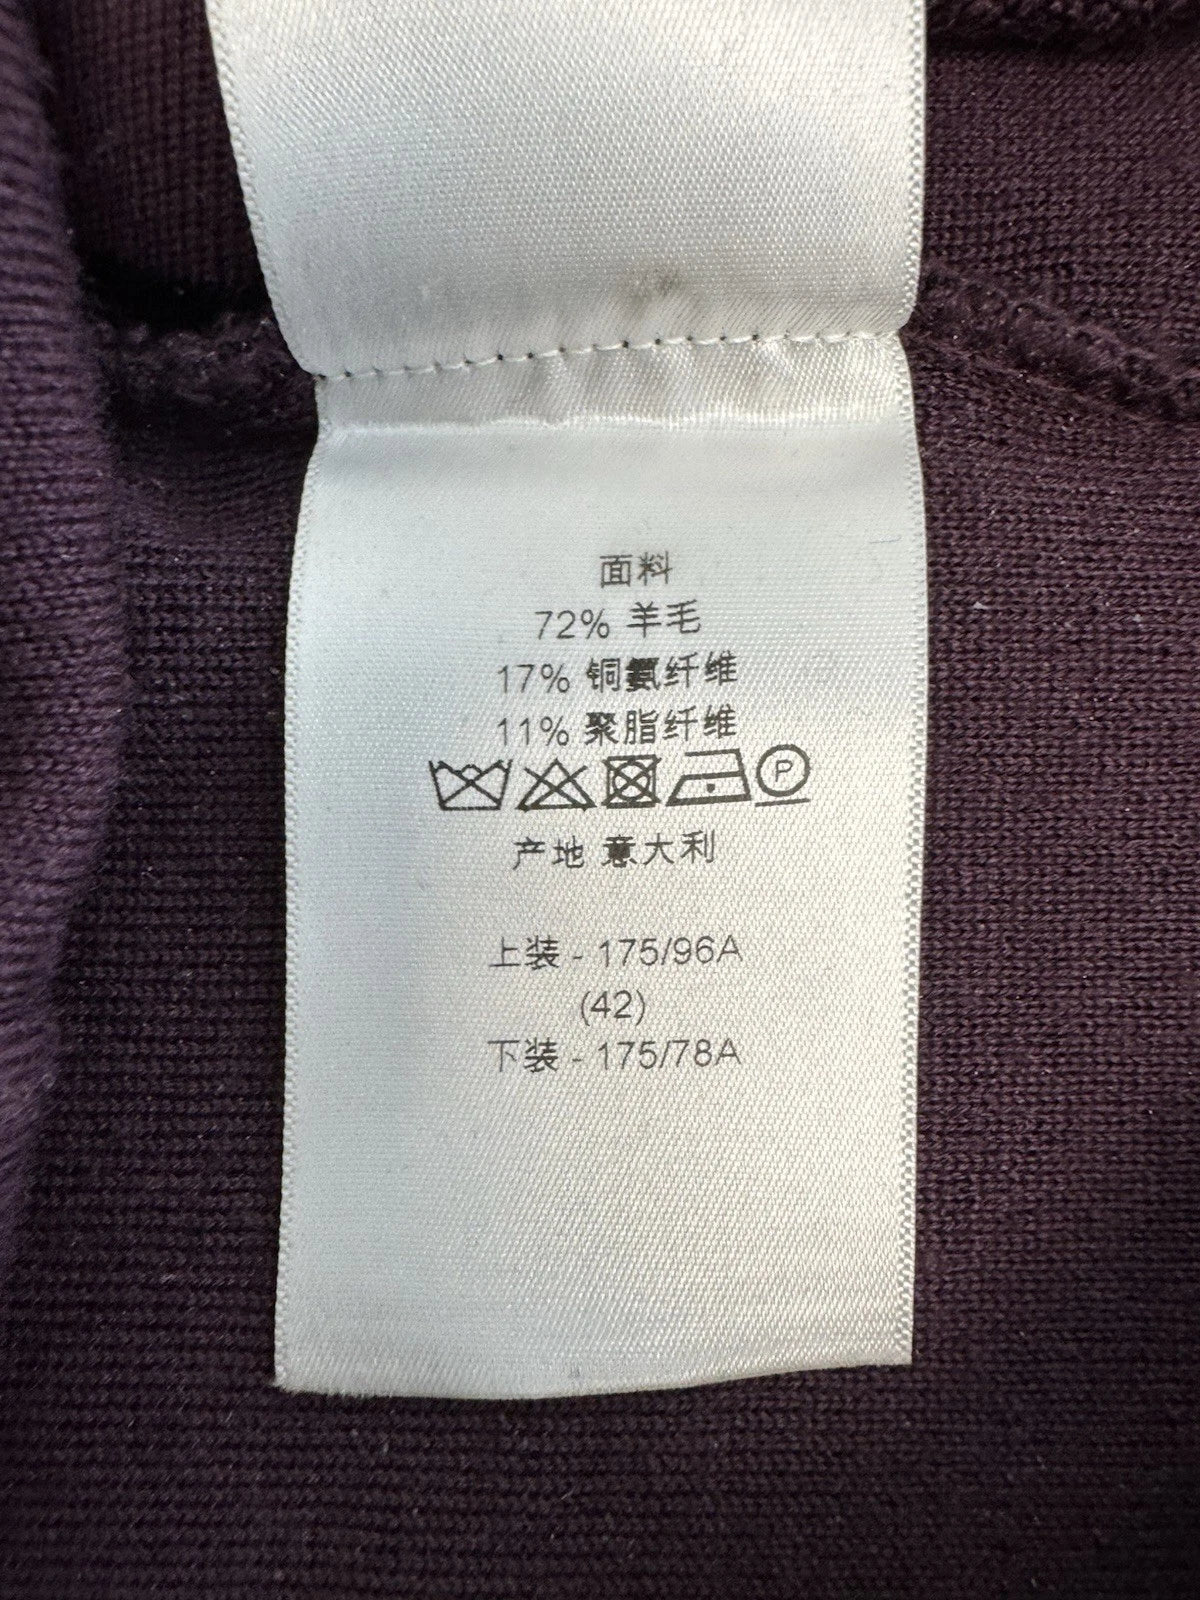 面料
72% 羊毛
17% 铜氨纤维
11% 聚脂纤维
P
产地 意大利
上装 - 175/96A
(42)
下装 - 175/78A